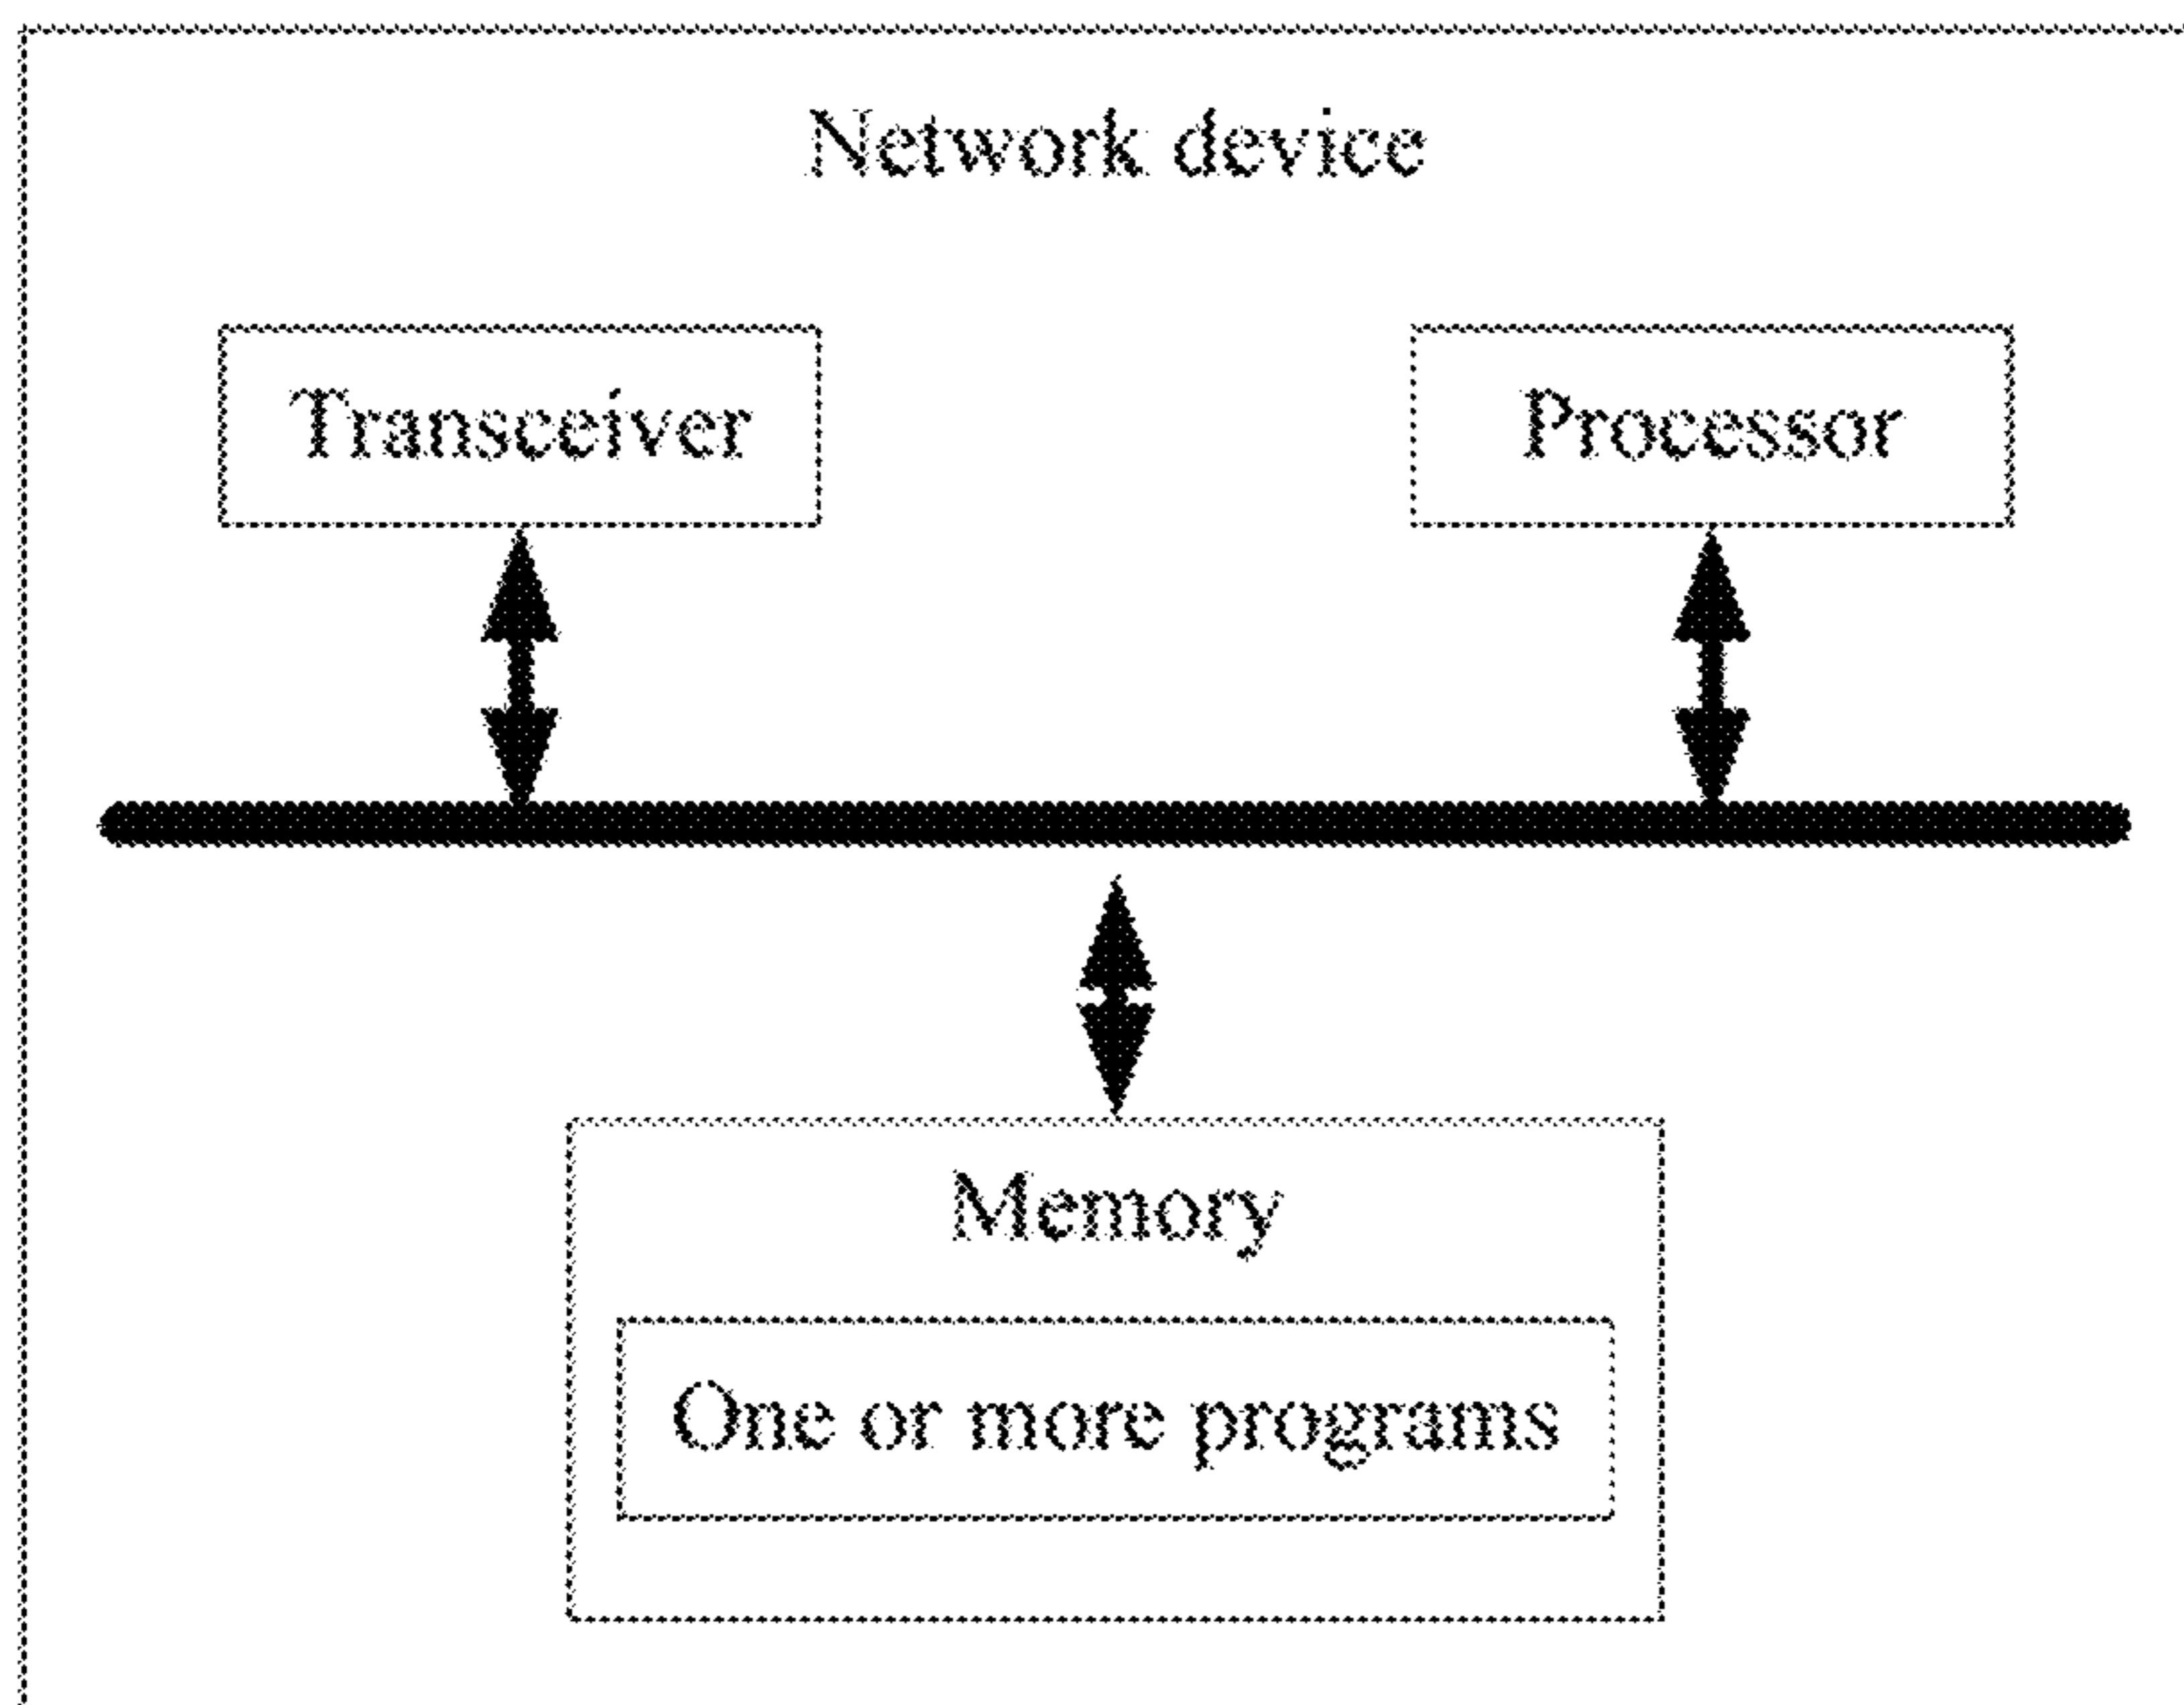 Network device
Transceiver
Processor
Memory
One or more programs